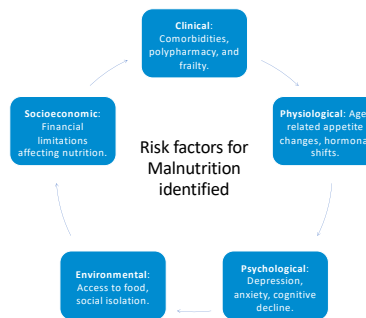 Clinical:
Comorbidities,
polypharmacy, and
frailty.
Socioeconomic:
Financial
limitations
affecting nutrition.
Risk factors for
Malnutrition
identified
Physiological: Age
related appetite
changes, hormona
shifts.
Environmental:
Access to food,
social isolation.
Psychological:
Depression,
anxiety, cognitive
decline.